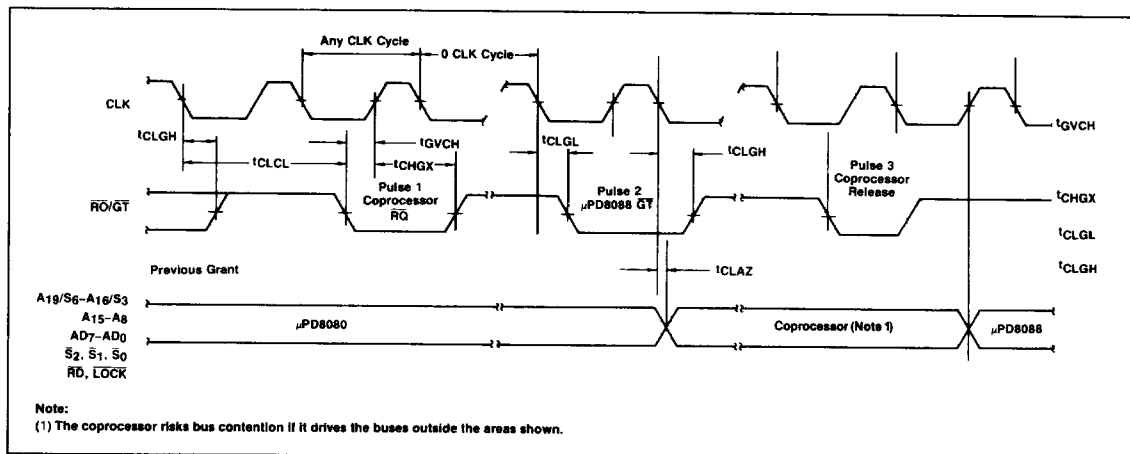 Any CLK Cycle
0 CLK Cycle
CLK
tCLGH
tCLCL
tGVCH
tCHGX
tCLGL
tCLGH
tGVCH
RQ/GT
Pulse 1
Coprocessor
RQ
Pulse 2
μPD8088 GT
Pulse 3
Coprocessor
Release
tCHGX
tCLGL
tCLGH
Previous Grant
tCLAZ
A19/S6–A16/S3
A15–A8
AD7–AD0
S2, S1, S0
RD, LOCK
μPD8080
Coprocessor (Note 1)
μPD8088
Note:
(1) The coprocessor risks bus contention if it drives the buses outside the areas shown.